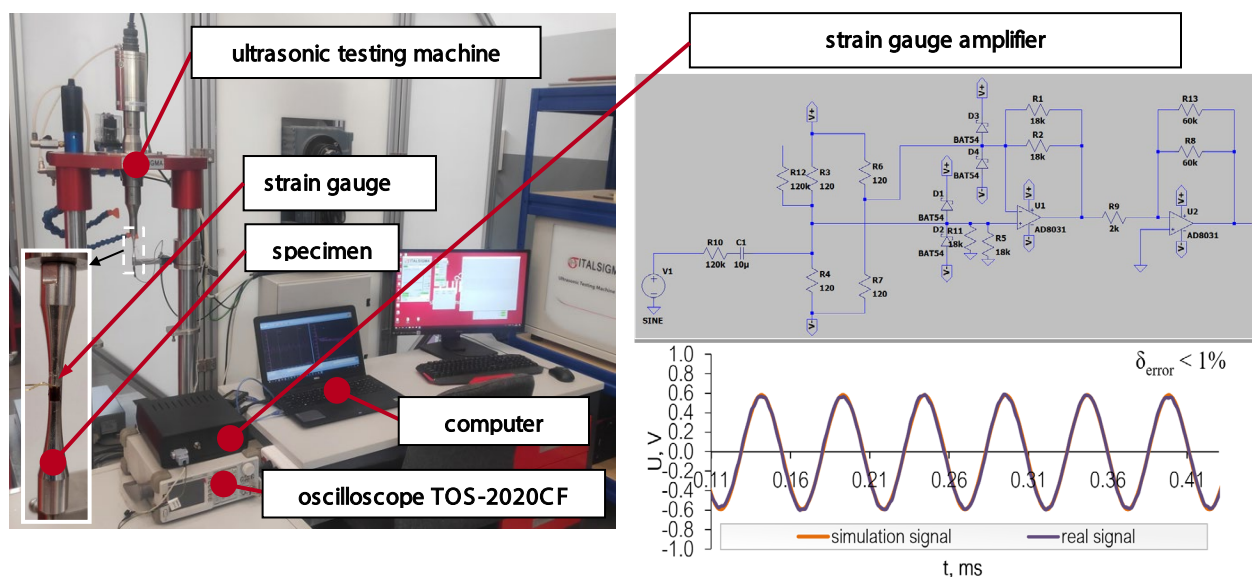 ultrasonic testing machine
strain gauge
specimen
computer
oscilloscope TOS-2020CF
ITALSIGMA
Ultrasonic Testing Machine
strain gauge amplifier
V+
V+
V+
V+
V+
V+
V-
V-
V-
V-
V-
R12
120k
R3
120
R6
120
D3
BAT54
D4
BAT54
R1
18k
R2
18k
R13
60k
R8
60k
D1
BAT54
D2
BAT54
R11
18k
R5
18k
U1
AD8031
R9
2k
U2
AD8031
R10
120k
C1
10µ
V1
SINE
R4
120
R7
120
1.0
0.8
0.6
0.4
0.2
0.0
-0.2
-0.4
-0.6
-0.8
-1.0
U, V
0.11
0.16
0.21
0.26
0.31
0.36
0.41
δerror < 1%
simulation signal
real signal
t, ms